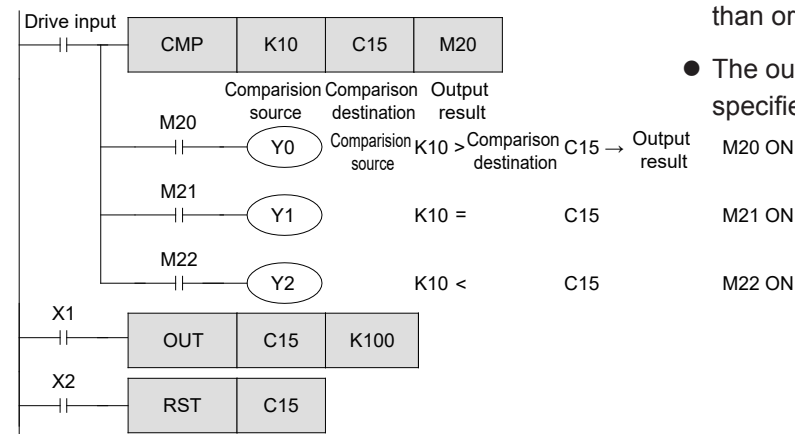 than or
Drive input
CMP K10 C15 M20
● The ou
Comparision Comparison Output
source destination result
specifie
M20
Y0 Comparision source K10 > Comparison destination C15 → Output result M20 ON
M21
Y1 K10 = C15 M21 ON
M22
Y2 K10 < C15 M22 ON
X1
OUT C15 K100
X2
RST C15